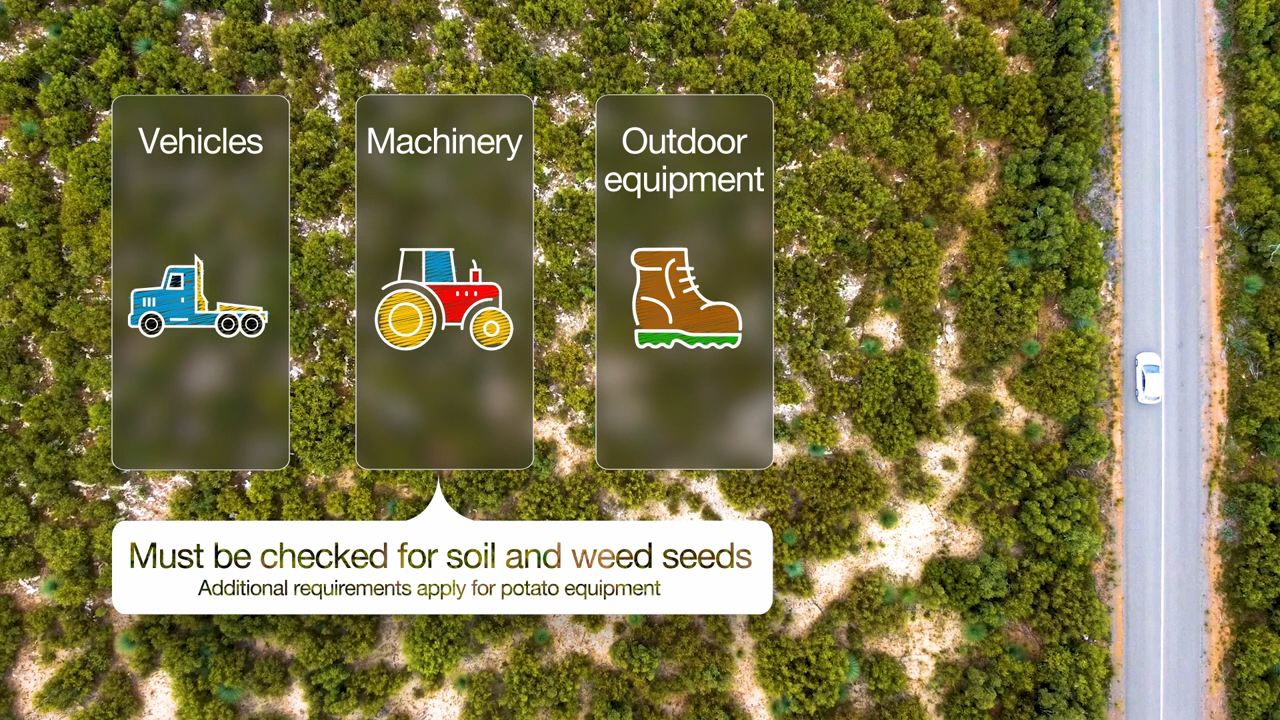 Vehicles
Machinery
Outdoor
equipment
Must be checked for soil and weed seeds
Additional requirements apply for potato equipment